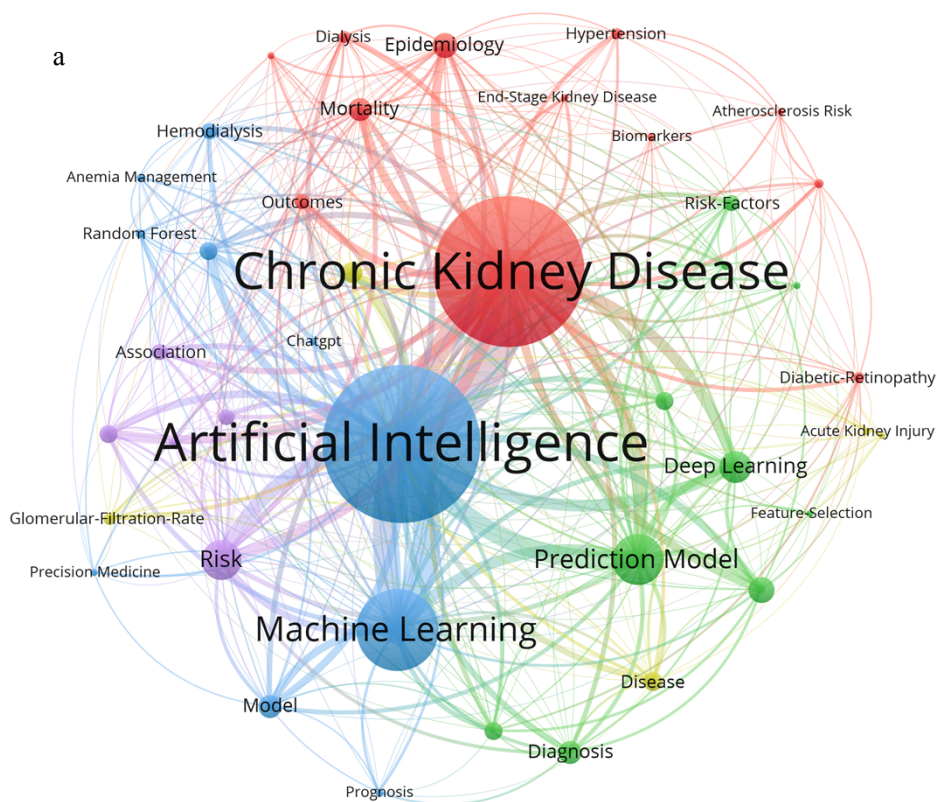 a
Dialysis
Epidemiology
Hypertension
End-Stage Kidney Disease
Mortality
Atherosclerosis Risk
Hemodialysis
Biomarkers
Anemia Management
Outcomes
Risk-Factors
Random Forest
Chronic Kidney Disease
Chatgpt
Association
Diabetic-Retinopathy
Acute Kidney Injury
Artificial Intelligence
Deep Learning
Glomerular-Filtration-Rate
Feature-Selection
Risk
Prediction Model
Precision Medicine
Machine Learning
Disease
Model
Diagnosis
Prognosis